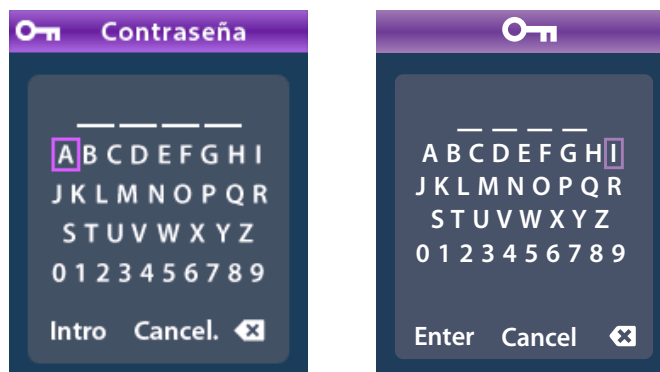 Contraseña
A B C D E F G H I
J K L M N O P Q R
S T U V W X Y Z
0 1 2 3 4 5 6 7 8 9
Intro Cancel.
A B C D E F G H I
J K L M N O P Q R
S T U V W X Y Z
0 1 2 3 4 5 6 7 8 9
Enter Cancel